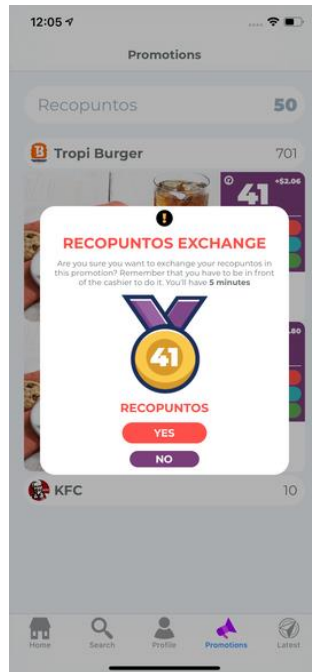 12:05
Promotions
Recopuntos 50
Tropi Burger 701
41 +$2.06
.80
RECOPUNTOS EXCHANGE
Are you sure you want to exchange your recopuntos in
this promotion? Remember that you have to be in front
of the cashier to do it. You'll have 5 minutes
41
RECOPUNTOS
YES
NO
KFC 10
Home Search Profile Promotions Latest